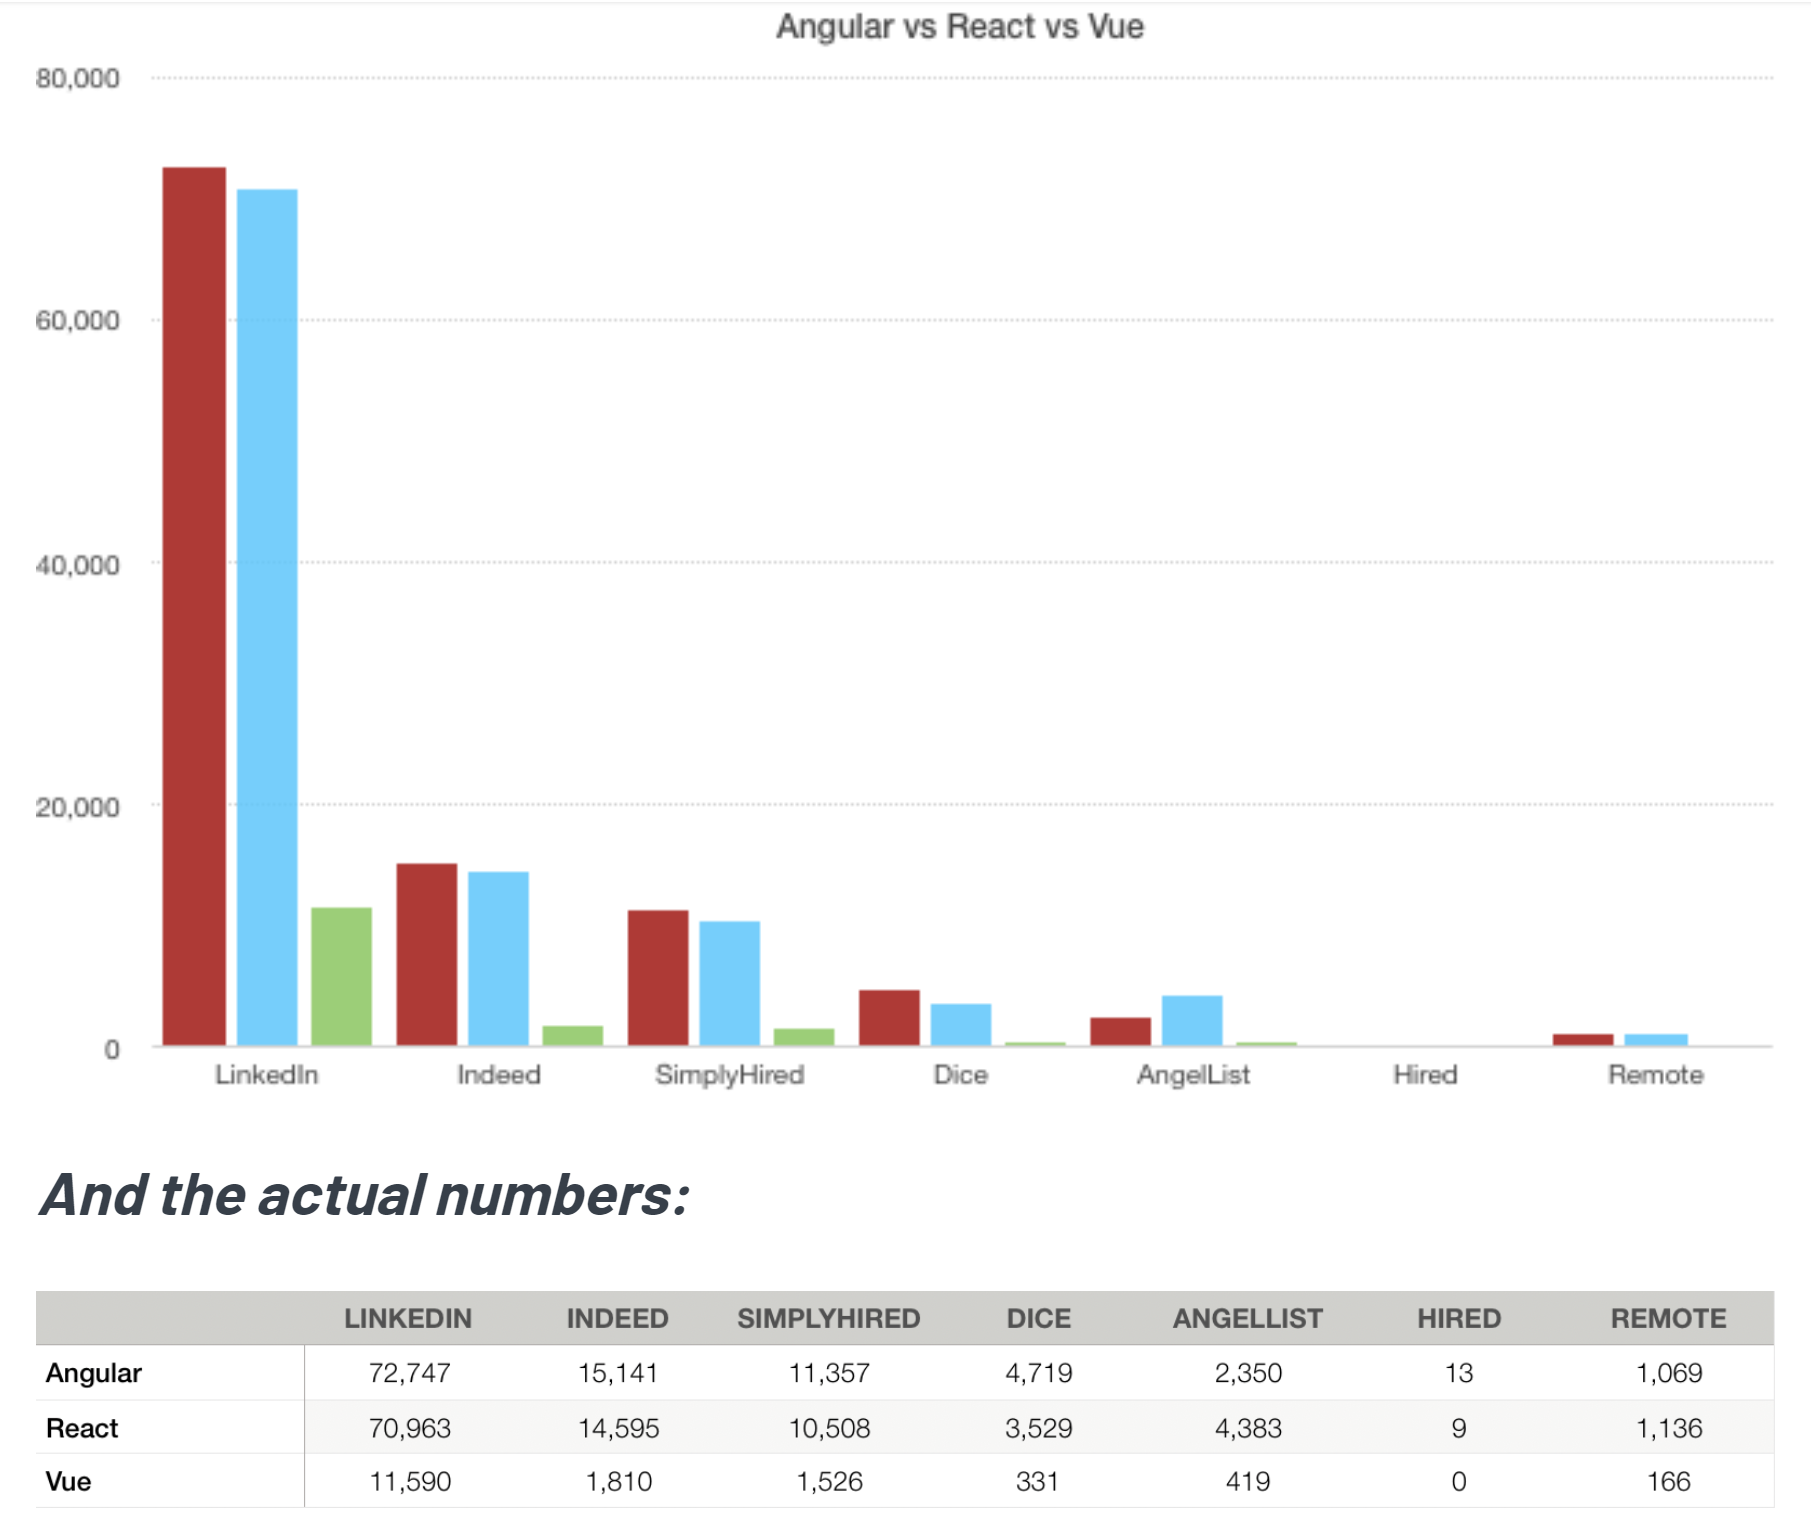 Angular vs React vs Vue
80,000
60,000
40,000
20,000
0
LinkedIn Indeed SimplyHired Dice AngelList Hired Remote
And the actual numbers:
LINKEDIN INDEED SIMPLYHIRED DICE ANGELLIST HIRED REMOTE
Angular 72,747 15,141 11,357 4,719 2,350 13 1,069
React 70,963 14,595 10,508 3,529 4,383 9 1,136
Vue 11,590 1,810 1,526 331 419 0 166